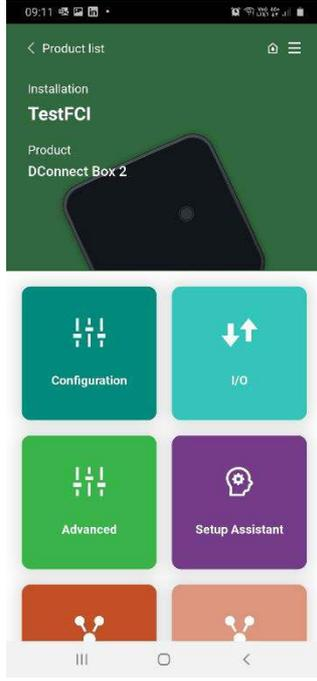 09:11
Product list
Installation
TestFCI
Product
DConnect Box 2
Configuration
I/O
Advanced
Setup Assistant